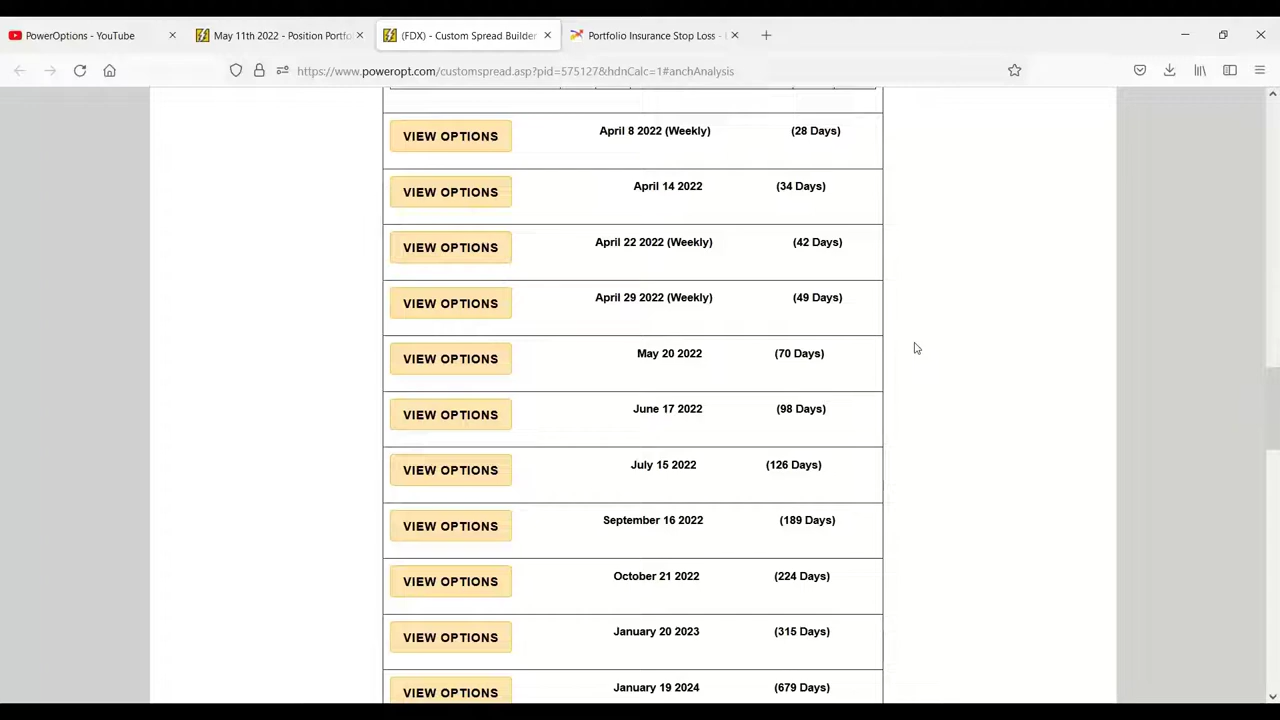 PowerOptions - YouTube
May 11th 2022 - Position Portfo
(FDX) - Custom Spread Builder
Portfolio Insurance Stop Loss -
https://www.poweropt.com/customspread.asp?pid=575127&hdnCalc=1#anchAnalysis
VIEW OPTIONS April 8 2022 (Weekly) (28 Days)
VIEW OPTIONS April 14 2022 (34 Days)
VIEW OPTIONS April 22 2022 (Weekly) (42 Days)
VIEW OPTIONS April 29 2022 (Weekly) (49 Days)
VIEW OPTIONS May 20 2022 (70 Days)
VIEW OPTIONS June 17 2022 (98 Days)
VIEW OPTIONS July 15 2022 (126 Days)
VIEW OPTIONS September 16 2022 (189 Days)
VIEW OPTIONS October 21 2022 (224 Days)
VIEW OPTIONS January 20 2023 (315 Days)
VIEW OPTIONS January 19 2024 (679 Days)